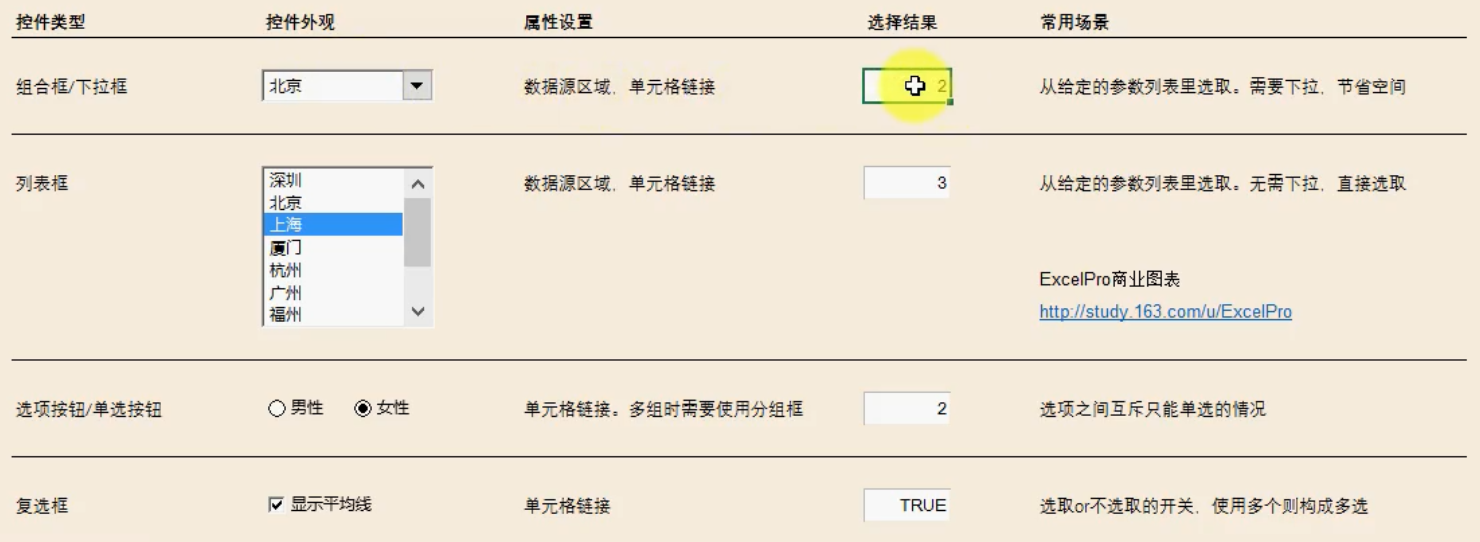 控件类型 控件外观 属性设置 选择结果 常用场景
组合框/下拉框 北京 数据源区域、单元格链接 2 从给定的参数列表里选取。需要下拉、节省空间
列表框 深圳 数据源区域、单元格链接 3 从给定的参数列表里选取。无需下拉、直接选取
北京
上海
厦门
杭州 ExcelPro商业图表
广州
福州 http://study.163.com/u/ExcelPro
选项按钮/单选按钮 男性 女性 单元格链接。多组时需要使用分组框 2 选项之间互斥只能单选的情况
复选框 显示平均线 单元格链接 TRUE 选取or不选取的开关、使用多个则构成多选